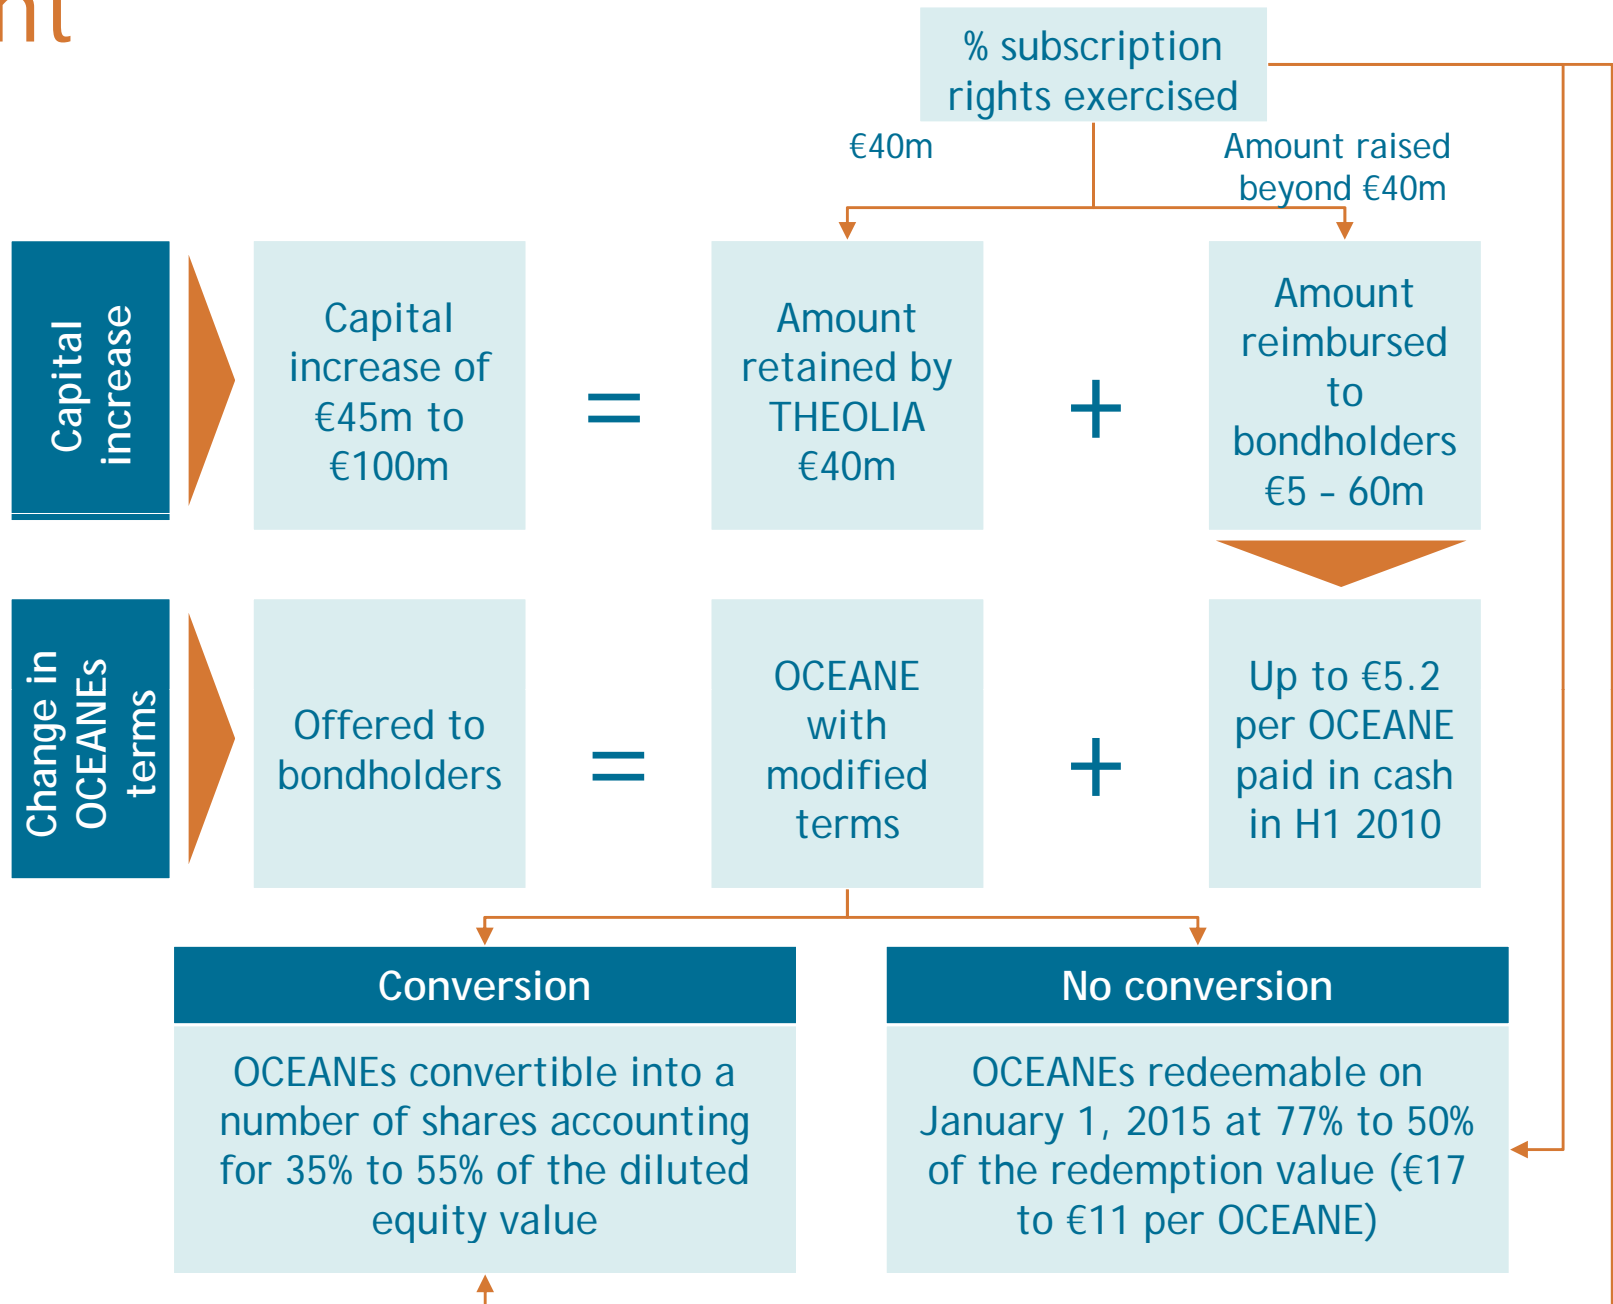 nt
% subscription
rights exercised
€40m
Amount raised
beyond €40m
Capital
increase
Capital
increase of
€45m to
€100m
=
Amount
retained by
THEOLIA
€40m
+
Amount
reimbursed
to
bondholders
€5 – 60m
Change in
OCEANEs
terms
Offered to
bondholders
=
OCEANE
with
modified
terms
+
Up to €5.2
per OCEANE
paid in cash
in H1 2010
Conversion
OCEANEs convertible into a
number of shares accounting
for 35% to 55% of the diluted
equity value
No conversion
OCEANEs redeemable on
January 1, 2015 at 77% to 50%
of the redemption value (€17
to €11 per OCEANE)